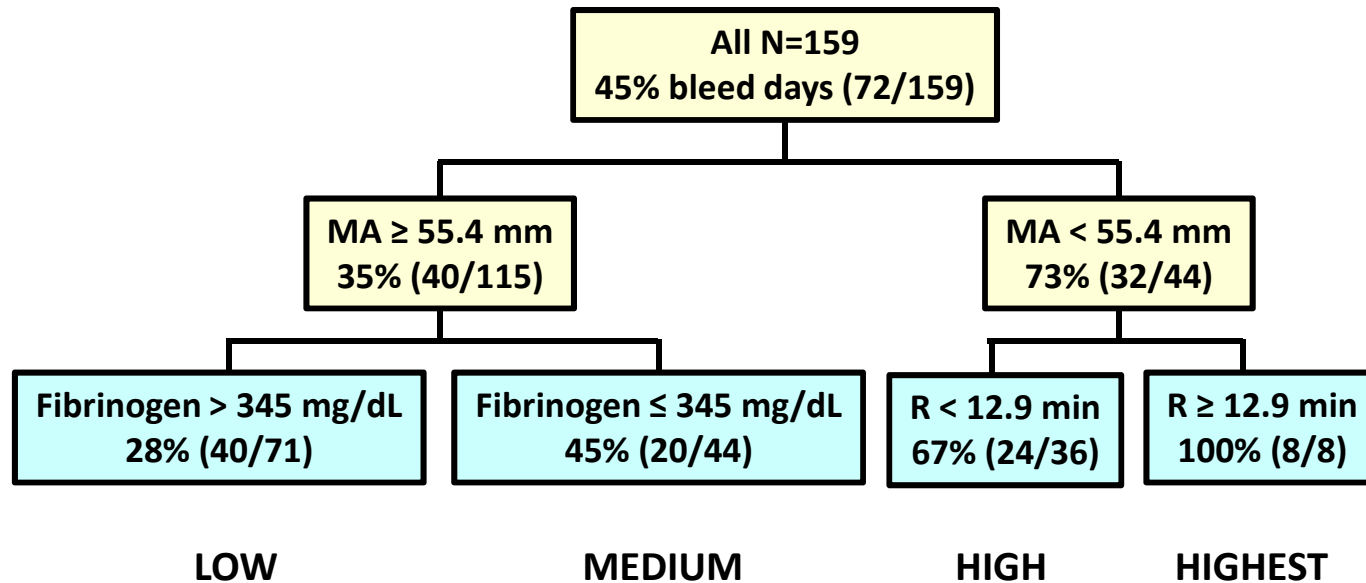 All N=159
45% bleed days (72/159)
MA ≥ 55.4 mm
35% (40/115)
MA < 55.4 mm
73% (32/44)
Fibrinogen > 345 mg/dL
28% (40/71)
Fibrinogen ≤ 345 mg/dL
45% (20/44)
R < 12.9 min
67% (24/36)
R ≥ 12.9 min
100% (8/8)
LOW
MEDIUM
HIGH
HIGHEST